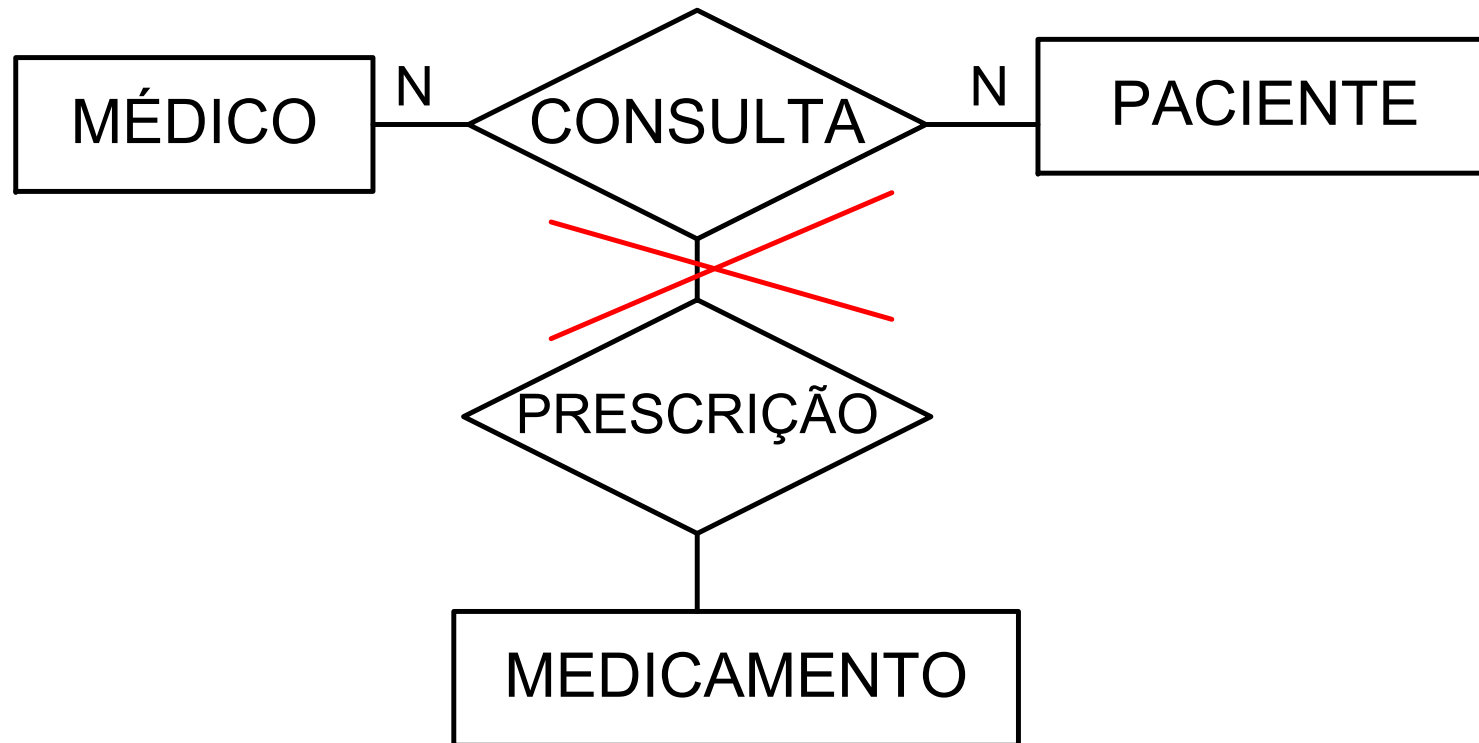 MÉDICO
N
CONSULTA
N
PACIENTE
PRESCRIÇÃO
MEDICAMENTO